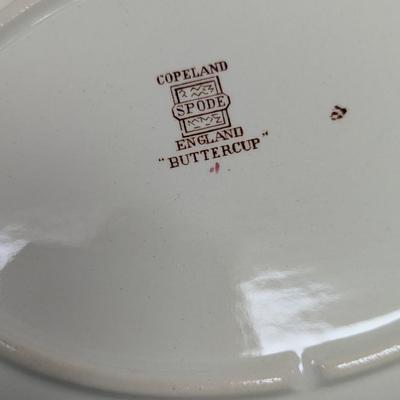 COPELAND
SPODE
ENGLAND
"BUTTERCUP"